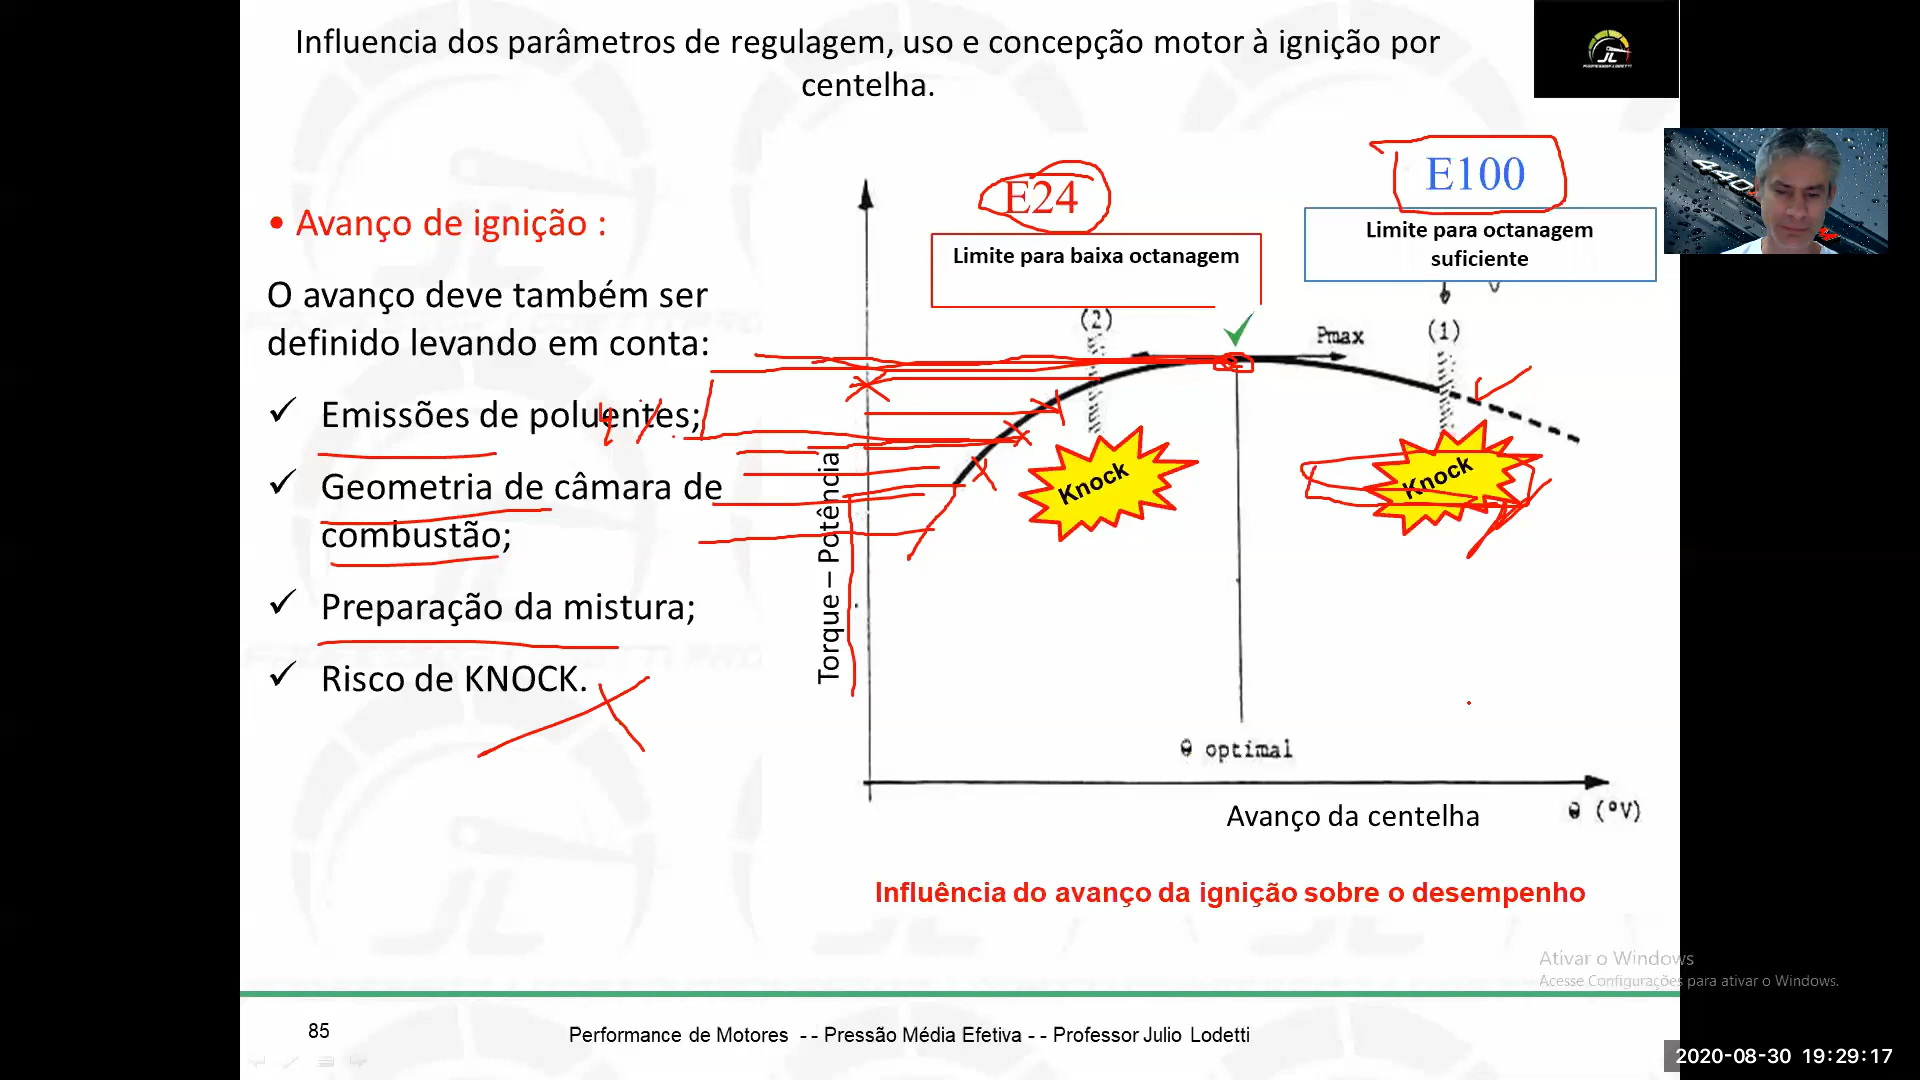 Influencia dos parâmetros de regulagem, uso e concepção motor à ignição por
centelha.
• Avanço de ignição :
O avanço deve também ser
definido levando em conta:
✓ Emissões de poluentes;
✓ Geometria de câmara de
combustão;
✓ Preparação da mistura;
✓ Risco de KNOCK.
E24
Limite para baixa octanagem
E100
Limite para octanagem
suficiente
440
(2)
Pmax
(1)
Knock
Knock
Torque – Potência
θ optimal
Avanço da centelha
θ (°V)
Influência do avanço da ignição sobre o desempenho
Ativar o Windows
Acesse Configurações para ativar o Windows.
85
Performance de Motores -- Pressão Média Efetiva -- Professor Julio Lodetti
2020-08-30 19:29:17